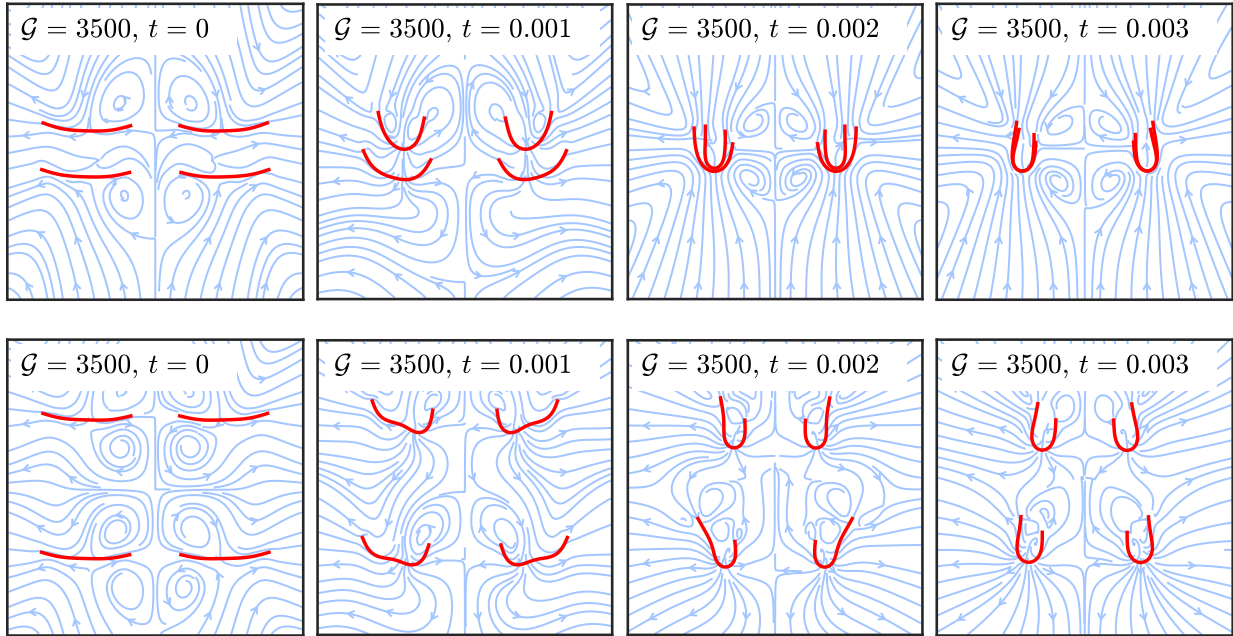 𝒢 = 3500, t = 0
𝒢 = 3500, t = 0.001
𝒢 = 3500, t = 0.002
𝒢 = 3500, t = 0.003
𝒢 = 3500, t = 0
𝒢 = 3500, t = 0.001
𝒢 = 3500, t = 0.002
𝒢 = 3500, t = 0.003